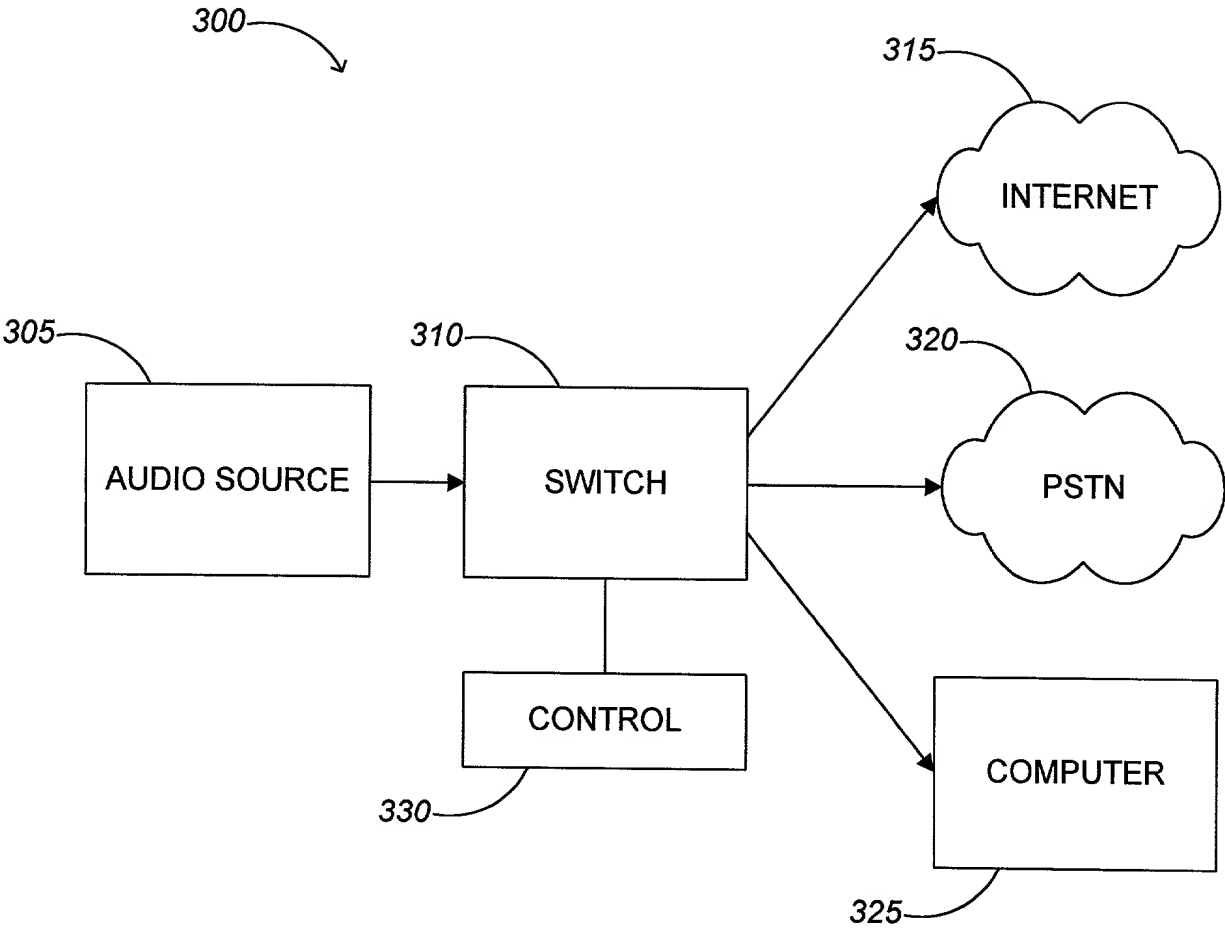 300
315
INTERNET
305
310
320
AUDIO SOURCE
SWITCH
PSTN
CONTROL
330
COMPUTER
325